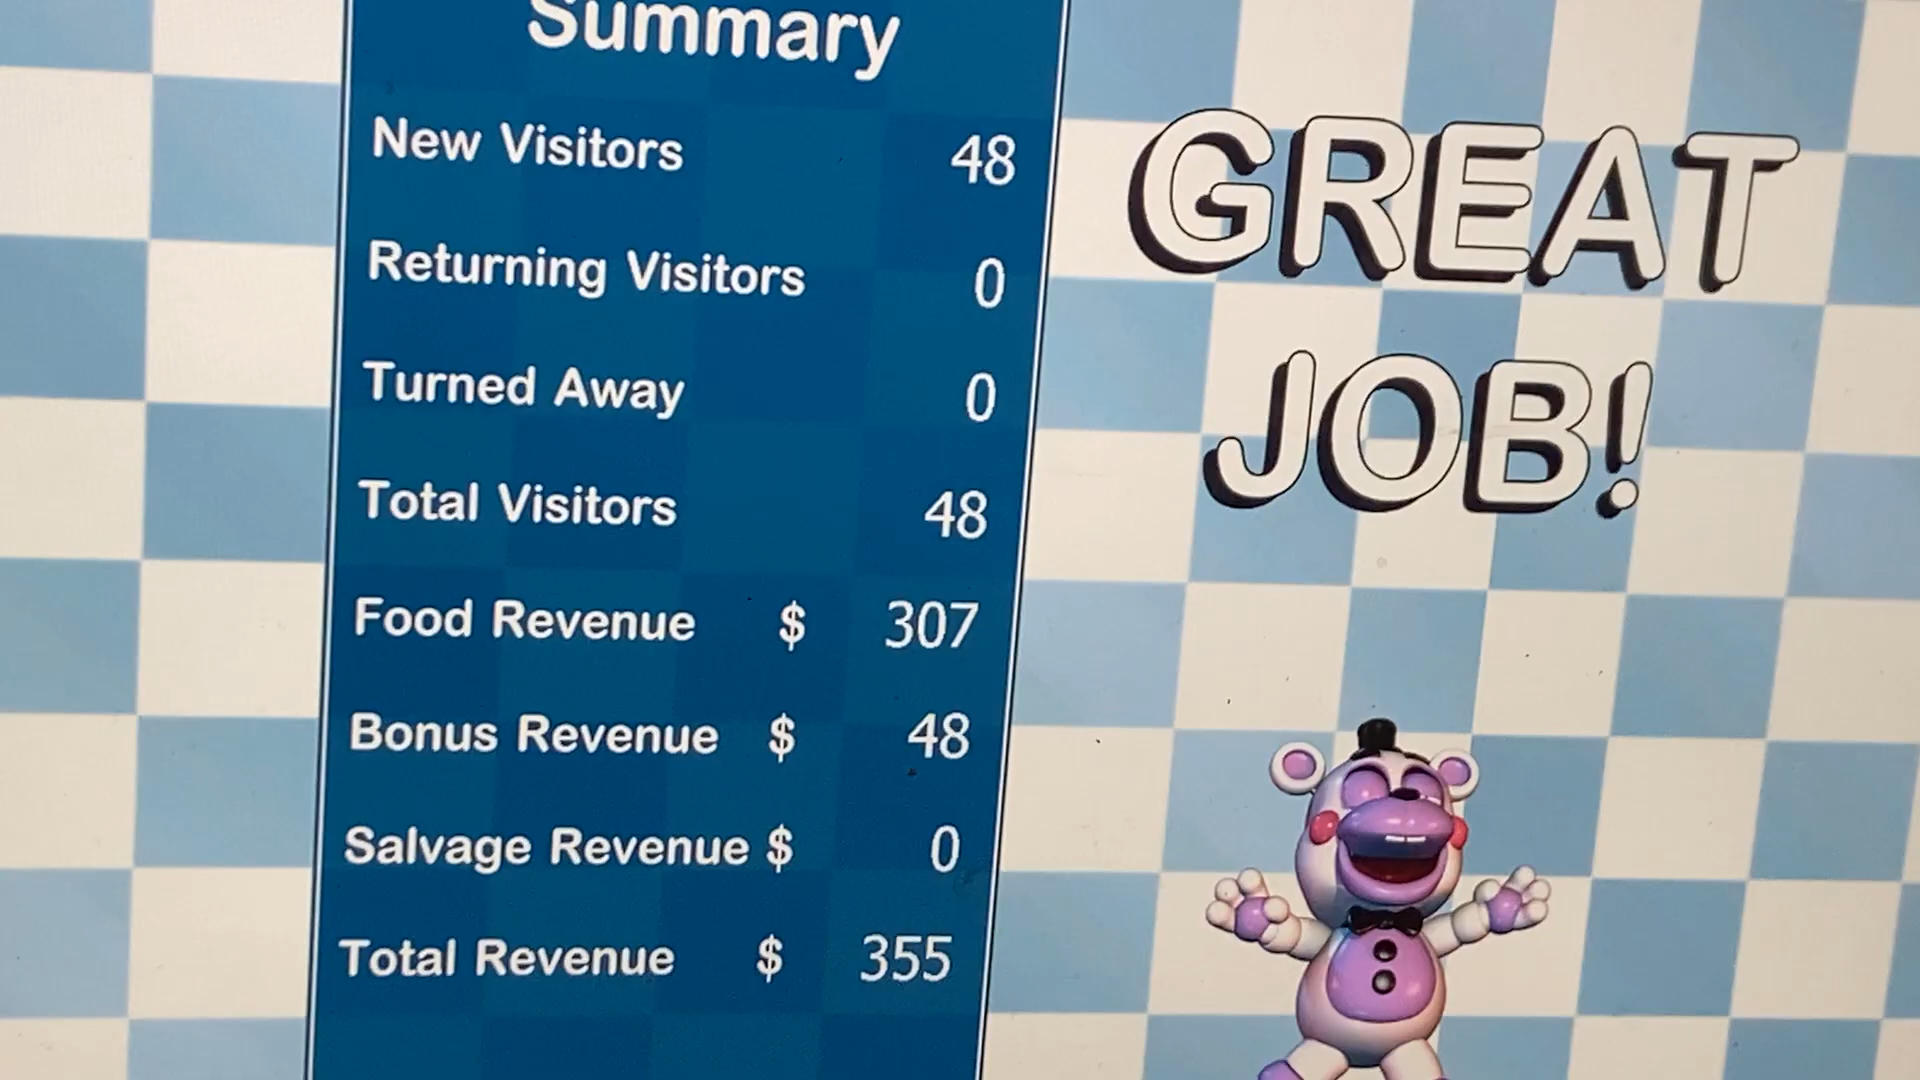 Summary
New Visitors 48
Returning Visitors 0
Turned Away 0
Total Visitors 48
Food Revenue $ 307
Bonus Revenue $ 48
Salvage Revenue $ 0
Total Revenue $ 355
GREAT
JOB!